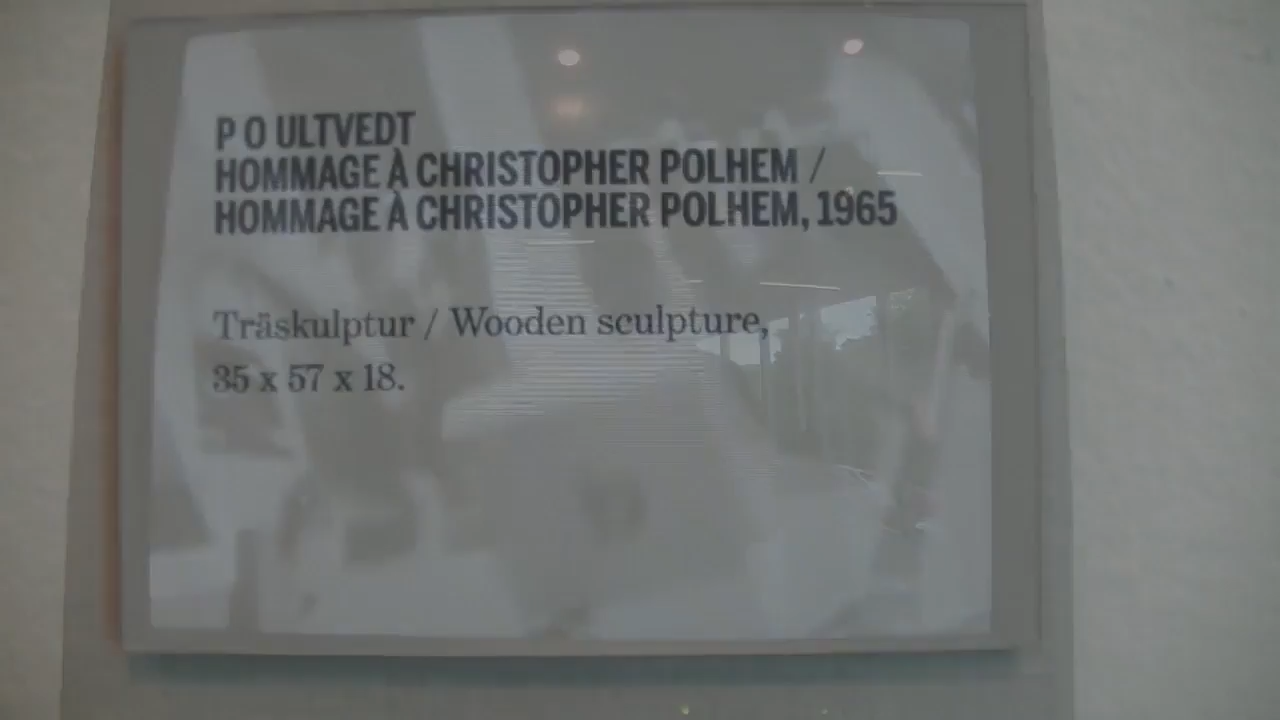 P O ULTVEDT
HOMMAGE À CHRISTOPHER POLHEM /
HOMMAGE À CHRISTOPHER POLHEM, 1965
Träskulptur / Wooden sculpture,
35 x 57 x 18.